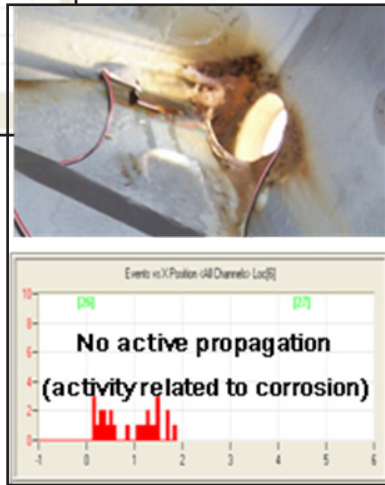 Events vs X Position <All Channels> Loc[6]
10-
[26] [27]
8-
6-
No active propagation
4-
(activity related to corrosion)
2-
0-
-1 0 1 2 3 4 5 6